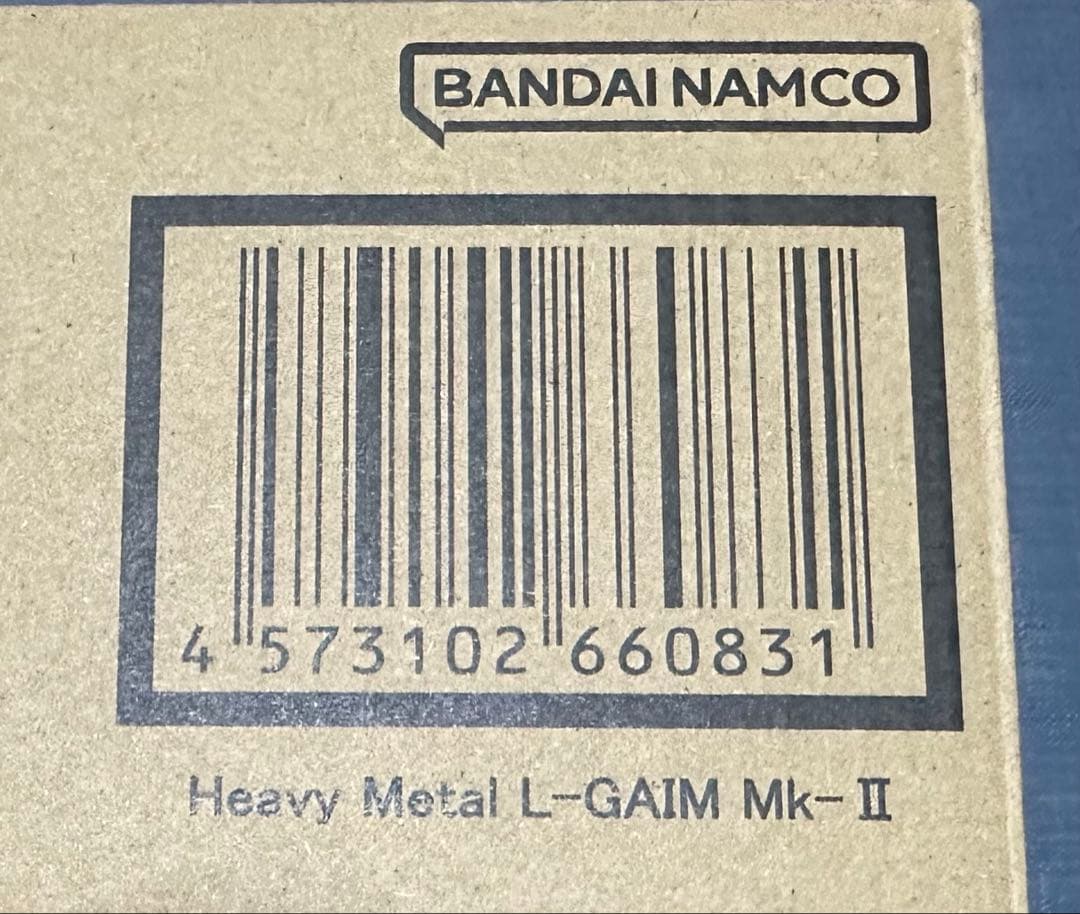 BANDAI NAMCO
4 573102 660831
Heavy Metal L-GAIM Mk-Ⅱ